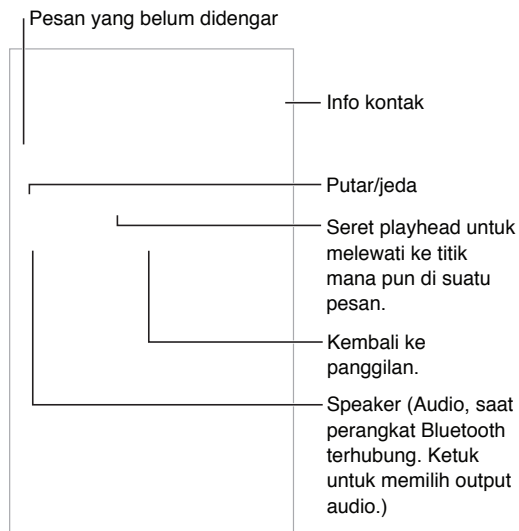 Pesan yang belum didengar
Info kontak
Putar/jeda
Seret playhead untuk
melewati ke titik
mana pun di suatu
pesan.
Kembali ke
panggilan.
Speaker (Audio, saat
perangkat Bluetooth
terhubung. Ketuk
untuk memilih output
audio.)